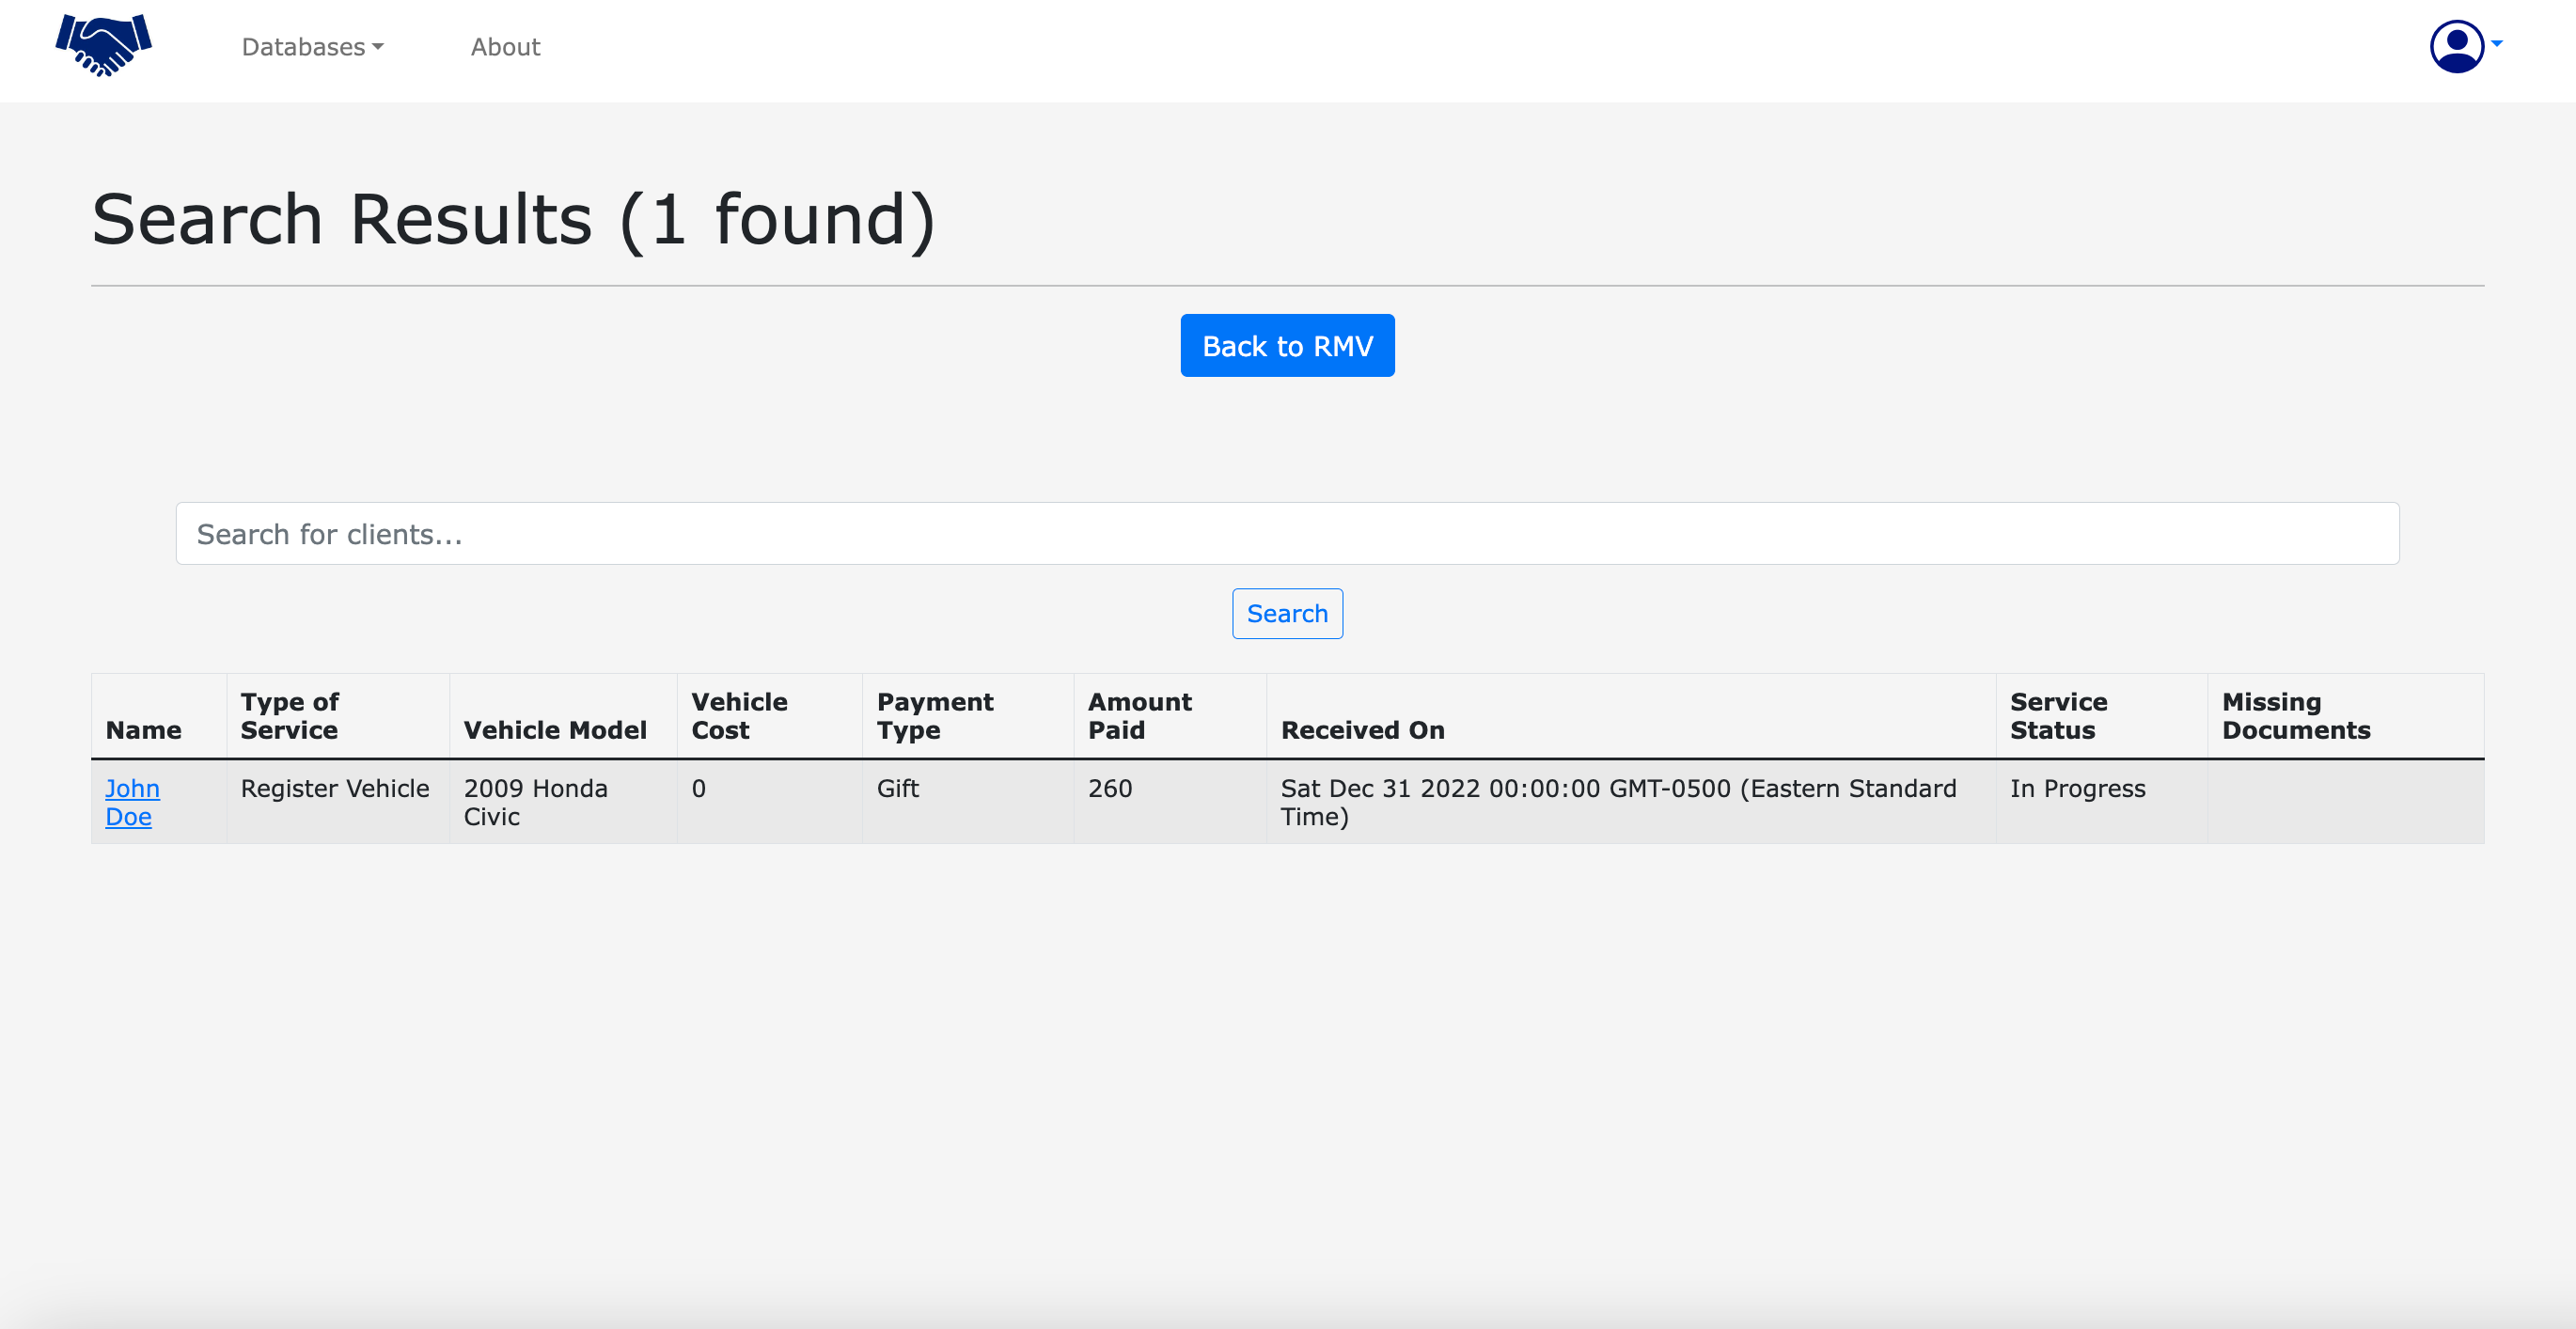 Databases
About
Search Results (1 found)
Back to RMV
Search for clients...
Search
Name
Type of
Service
Vehicle Model
Vehicle
Cost
Payment
Type
Amount
Paid
Received On
Service
Status
Missing
Documents
John
Doe
Register Vehicle
2009 Honda
Civic
0
Gift
260
Sat Dec 31 2022 00:00:00 GMT-0500 (Eastern Standard
Time)
In Progress